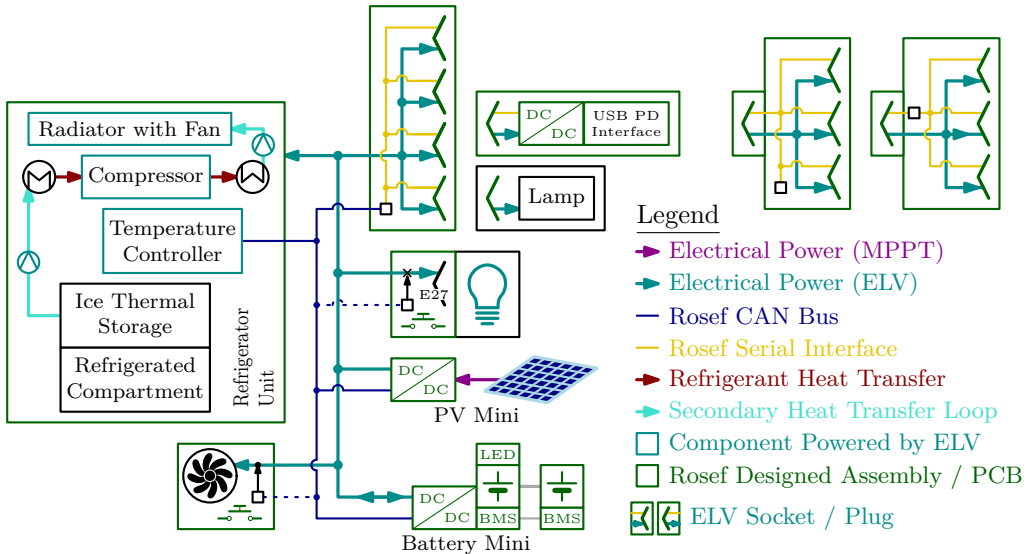 Radiator with Fan
Compressor
Temperature
Controller
Ice Thermal
Storage
Refrigerated
Compartment
Refrigerator
Unit
DC
DC
USB PD
Interface
Lamp
E27
DC
DC
PV Mini
LED
DC
DC
BMS
BMS
Battery Mini
Legend
Electrical Power (MPPT)
Electrical Power (ELV)
Rosef CAN Bus
Rosef Serial Interface
Refrigerant Heat Transfer
Secondary Heat Transfer Loop
Component Powered by ELV
Rosef Designed Assembly / PCB
ELV Socket / Plug